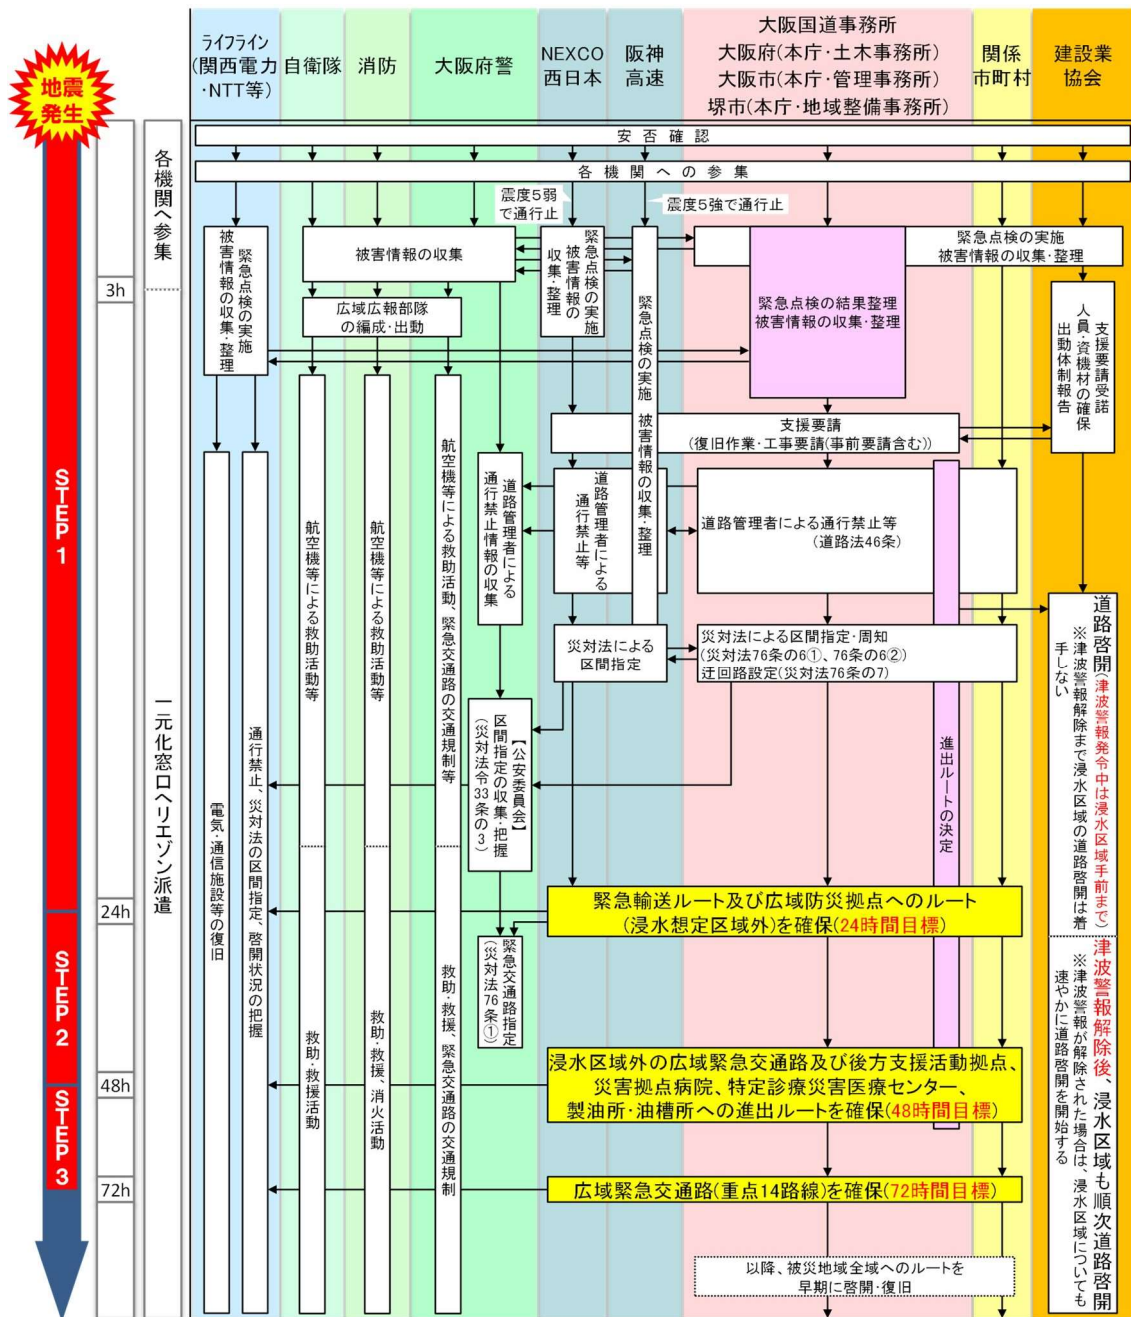 地震
発生
ライフライン
(関西電力
・NTT等)
自衛隊
消防
大阪府警
NEXCO
西日本
阪神
高速
大阪国道事務所
大阪府(本庁・土木事務所)
大阪市(本庁・管理事務所)
堺市(本庁・地域整備事務所)
関係
市町村
建設業
協会
安否確認
各機関への参集
各機関へ参集
震度5弱
で通行止
震度5強で通行止
緊急点検の実施
被害情報の収集・整理
被害情報の収集
緊急点検の実施
被害情報の
収集・整理
緊急点検の実施 被害情報の収集・整理
緊急点検の実施
被害情報の収集・整理
緊急点検の結果整理
被害情報の収集・整理
3h
広域広報部隊
の編成・出動
支援要請受諾
人員・資機材の確保
出動体制報告
支援要請
(復旧作業・工事要請(事前要請含む))
STEP 1
道路管理者による
通行禁止情報の収集
道路管理者による
通行禁止等
道路管理者による通行禁止等
(道路法46条)
航空機等による救助活動等
航空機等による救助活動等
航空機等による救助活動、緊急交通路の交通規制等
災対法による
区間指定
災対法による区間指定・周知
(災対法76条の6①、76条の6②)
迂回路設定(災対法76条の7)
進出ルートの決定
道路啓開(津波警報発令中は浸水区域手前まで)
※津波警報解除まで浸水区域の道路啓開は着
手しない
一元化窓口へリエゾン派遣
【公安委員会】
区間指定の収集・把握
(災対法令33条の3)
通行禁止、災対法の区間指定、啓開状況の把握
電気・通信施設等の復旧
24h
緊急輸送ルート及び広域防災拠点へのルート
(浸水想定区域外)を確保(24時間目標)
STEP 2
緊急交通路指定
(災対法76条①)
救助・救援活動
救助・救援、消火活動
救助・救援、緊急交通路の交通規制
津波警報解除後、浸水区域も順次道路啓開
※津波警報が解除された場合は、浸水区域についても
速やかに道路啓開を開始する
48h
浸水区域外の広域緊急交通路及び後方支援活動拠点、
災害拠点病院、特定診療災害医療センター、
製油所・油槽所への進出ルートを確保(48時間目標)
STEP 3
72h
広域緊急交通路(重点14路線)を確保(72時間目標)
以降、被災地域全域へのルートを
早期に啓開・復旧